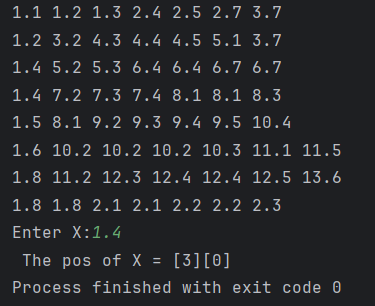 1.1 1.2 1.3 2.4 2.5 2.7 3.7
1.2 3.2 4.3 4.4 4.5 5.1 3.7
1.4 5.2 5.3 6.4 6.4 6.7 6.7
1.4 7.2 7.3 7.4 8.1 8.1 8.3
1.5 8.1 9.2 9.3 9.4 9.5 10.4
1.6 10.2 10.2 10.2 10.3 11.1 11.5
1.8 11.2 12.3 12.4 12.4 12.5 13.6
1.8 1.8 2.1 2.1 2.2 2.2 2.3
Enter X:1.4
The pos of X = [3][0]
Process finished with exit code 0